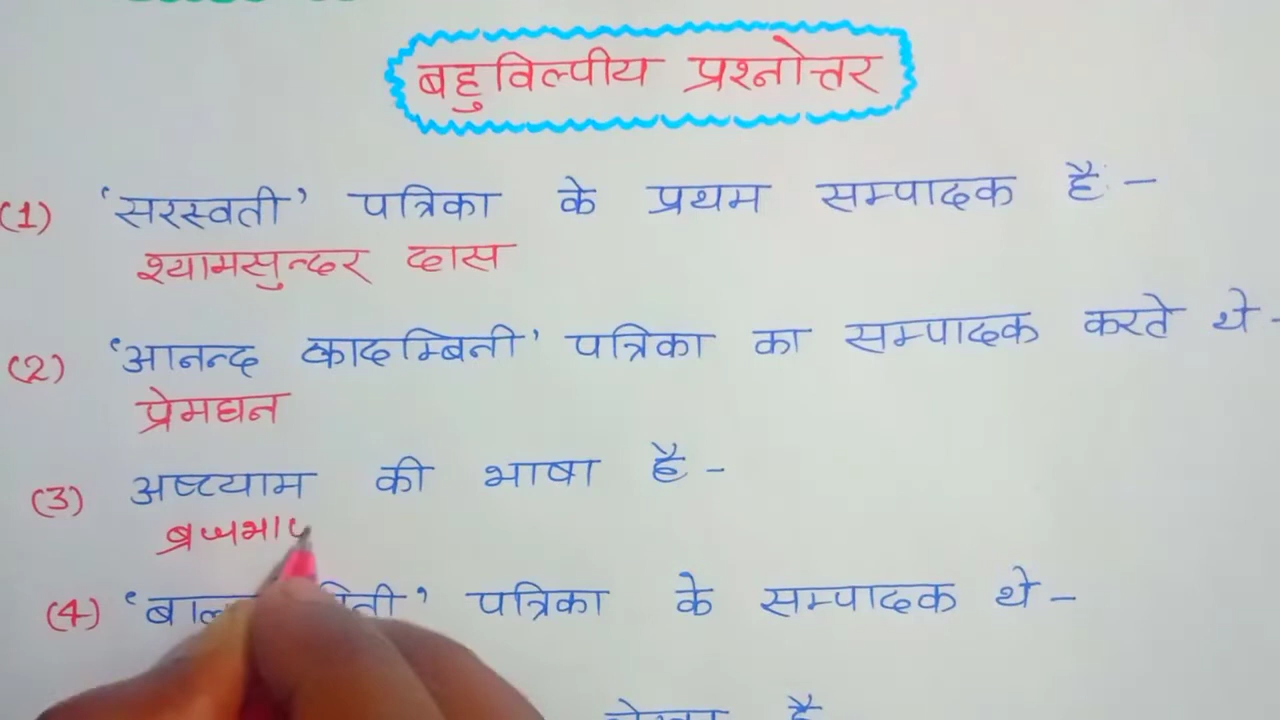 बहुविल्पीय प्रश्नोत्तर
(1) 'सरस्वती' पत्रिका के प्रथम सम्पादक है -
श्यामसुन्दर दास
(2) 'आनन्द कादम्बिनी' पत्रिका का सम्पादक करते थे -
प्रेमघन
(3) अष्टयाम की भाषा है -
ब्रजभा
(4) पत्रिका के सम्पादक थे -
है